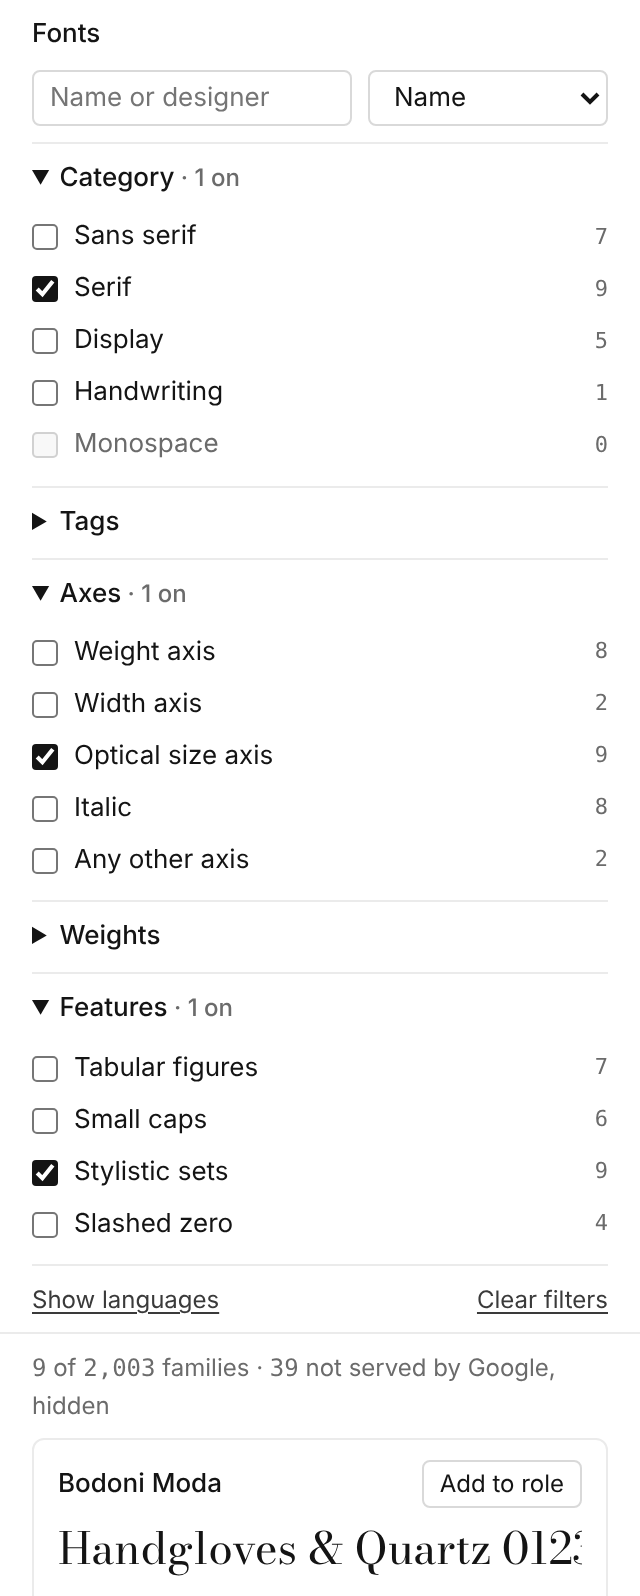 Fonts
Name or designer
Name
Category · 1 on
Sans serif 7
Serif 9
Display 5
Handwriting 1
Monospace 0
Tags
Axes · 1 on
Weight axis 8
Width axis 2
Optical size axis 9
Italic 8
Any other axis 2
Weights
Features · 1 on
Tabular figures 7
Small caps 6
Stylistic sets 9
Slashed zero 4
Show languages Clear filters
9 of 2,003 families · 39 not served by Google,
hidden
Bodoni Moda Add to role
Handgloves & Quartz 0123